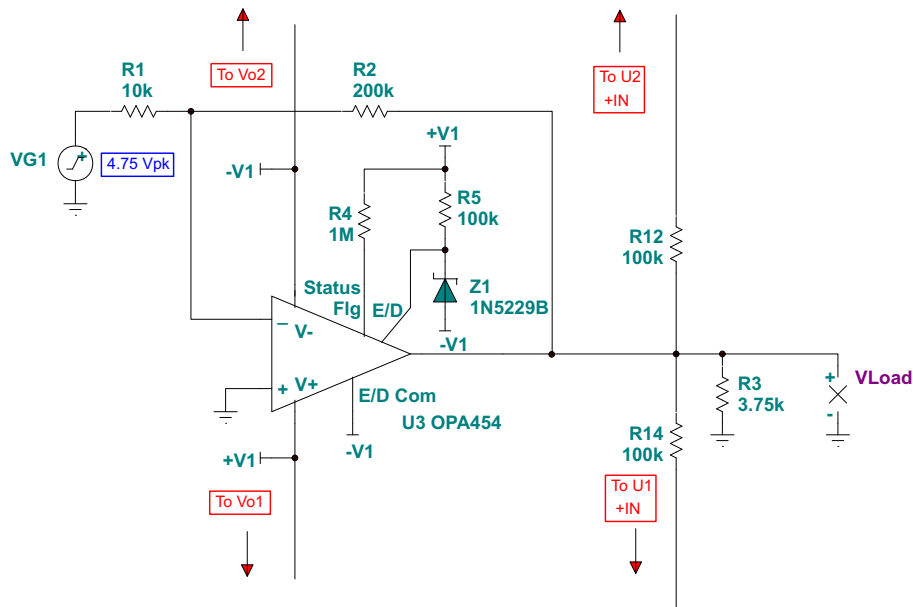 To Vo2
To U2
+IN
R1
10k
R2
200k
+V1
VG1
+
4.75 Vpk
-V1
R4
1M
R5
100k
R12
100k
Status
Flg
E/D
Z1
1N5229B
-V1
−
V-
+
V+
E/D Com
U3 OPA454
-V1
+V1
R3
3.75k
+
VLoad
-
R14
100k
To Vo1
To U1
+IN